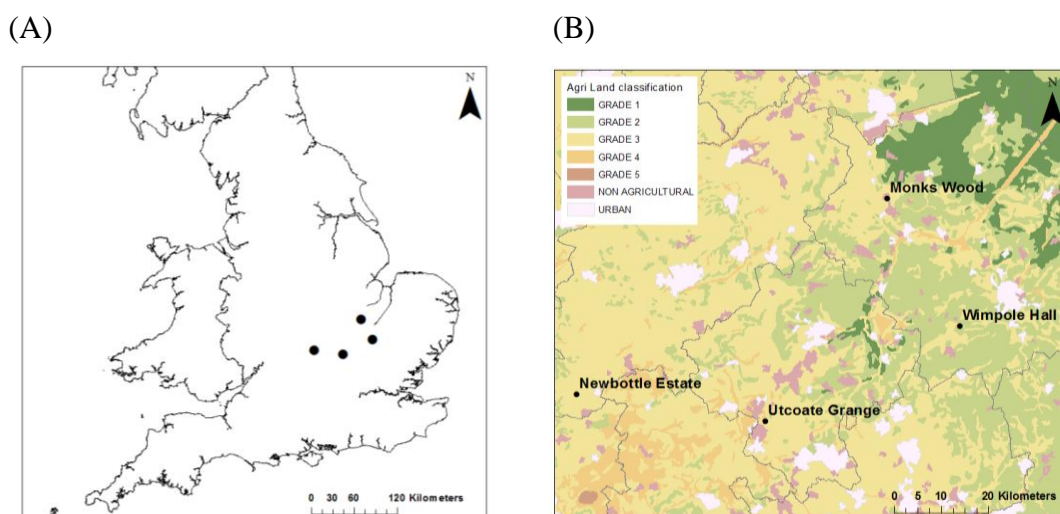 (A)
(B)
N
0 30 60 120 Kilometers
Agri Land classification
GRADE 1
GRADE 2
GRADE 3
GRADE 4
GRADE 5
NON AGRICULTURAL
URBAN
N
Monks Wood
Wimpole Hall
Newbottle Estate
Utcoate Grange
0 5 10 20 Kilometers